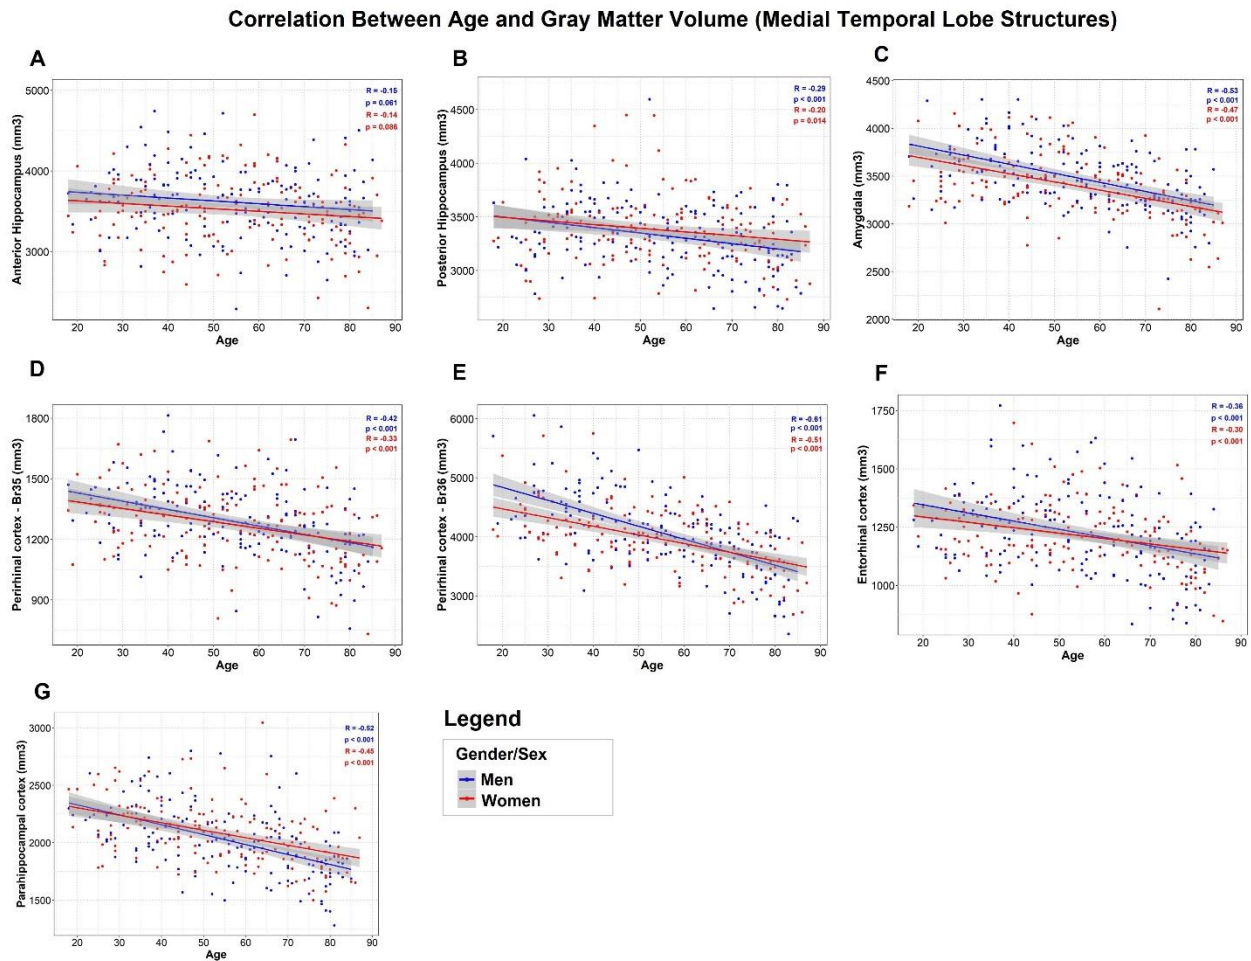 Correlation Between Age and Gray Matter Volume (Medial Temporal Lobe Structures)
A
Anterior Hippocampus (mm3)
5000
4000
3000
R = -0.15
p = 0.061
R = -0.14
p = 0.086
20 30 40 50 60 70 80 90
Age
B
Posterior Hippocampus (mm3)
4500
4000
3500
3000
R = -0.29
p < 0.001
R = -0.20
p = 0.014
20 30 40 50 60 70 80 90
Age
C
Amygdala (mm3)
4500
4000
3500
3000
2500
2000
R = -0.53
p < 0.001
R = -0.47
p < 0.001
20 30 40 50 60 70 80 90
Age
D
Perirhinal cortex - Br35 (mm3)
1800
1500
1200
900
R = -0.42
p < 0.001
R = -0.33
p < 0.001
20 30 40 50 60 70 80 90
Age
E
Perirhinal cortex - Br36 (mm3)
6000
5000
4000
3000
R = -0.61
p < 0.001
R = -0.51
p < 0.001
20 30 40 50 60 70 80 90
Age
F
Entorhinal cortex (mm3)
1750
1500
1250
1000
R = -0.36
p < 0.001
R = -0.30
p < 0.001
20 30 40 50 60 70 80 90
Age
G
Parahippocampal cortex (mm3)
3000
2500
2000
1500
R = -0.52
p < 0.001
R = -0.45
p < 0.001
20 30 40 50 60 70 80 90
Age
Legend
Gender/Sex
Men
Women